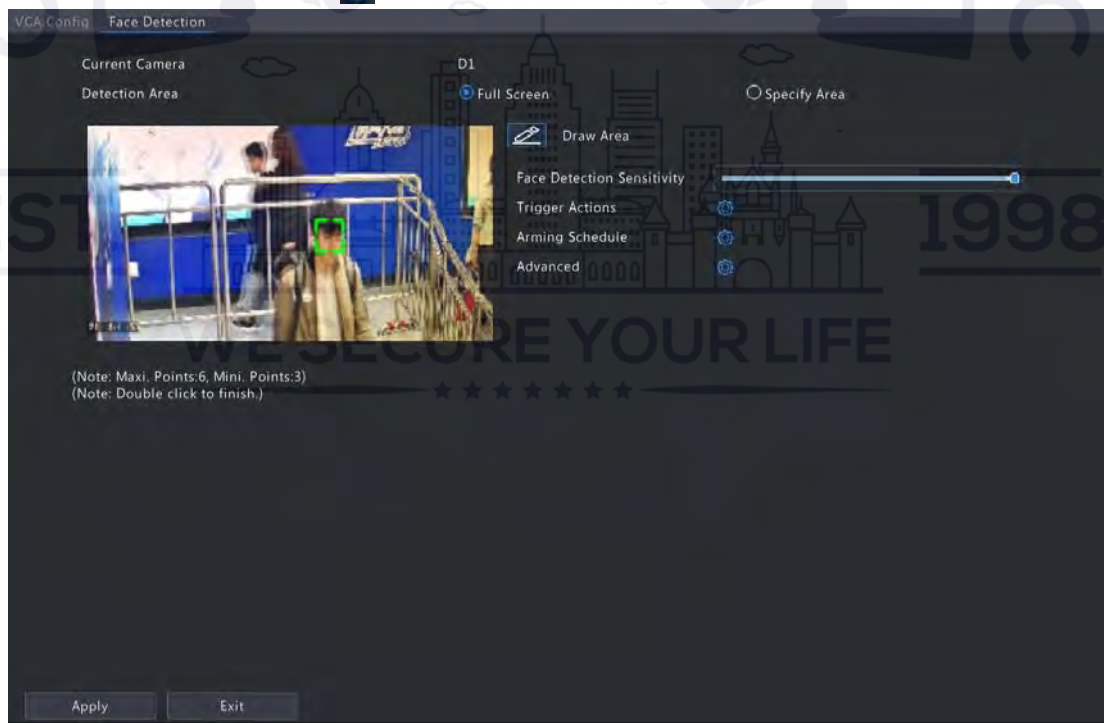 VCA Config Face Detection
Current Camera D1
Detection Area Full Screen Specify Area
Draw Area
Face Detection Sensitivity
Trigger Actions
Arming Schedule
Advanced
EST 1998
WE SECURE YOUR LIFE
(Note: Maxi. Points:6, Mini. Points:3)
(Note: Double click to finish.)
Apply Exit